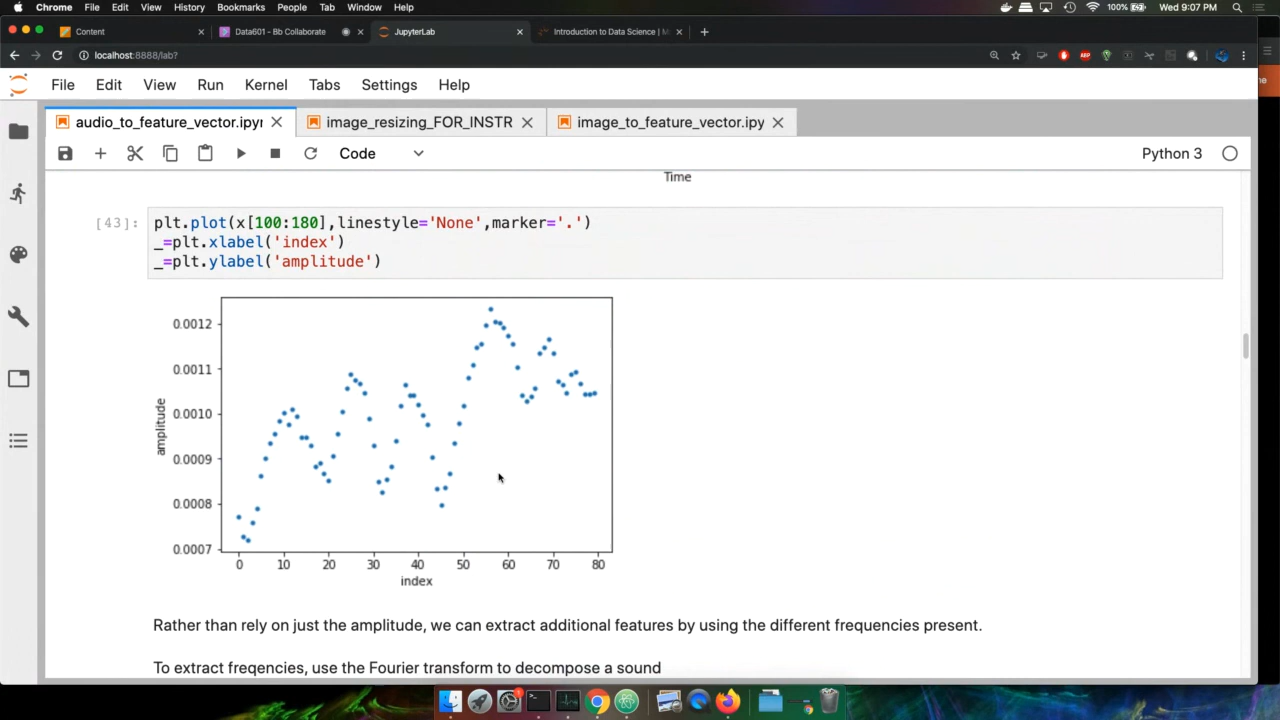 Chrome File Edit View History Bookmarks People Tab Window Help 100% Wed 9:07 PM
Content Data601 - Bb Collaborate JupyterLab Introduction to Data Science | M
localhost:8888/lab?
ABP
File Edit View Run Kernel Tabs Settings Help
audio_to_feature_vector.ipyn image_resizing_FOR_INSTR image_to_feature_vector.ipy
Code Python 3
Time
[43]: plt.plot(x[100:180],linestyle='None',marker='.')
_=plt.xlabel('index')
_=plt.ylabel('amplitude')
0.0012
0.0011
0.0010
0.0009
0.0008
0.0007
amplitude
0 10 20 30 40 50 60 70 80
index
Rather than rely on just the amplitude, we can extract additional features by using the different frequencies present.
To extract freqencies, use the Fourier transform to decompose a sound